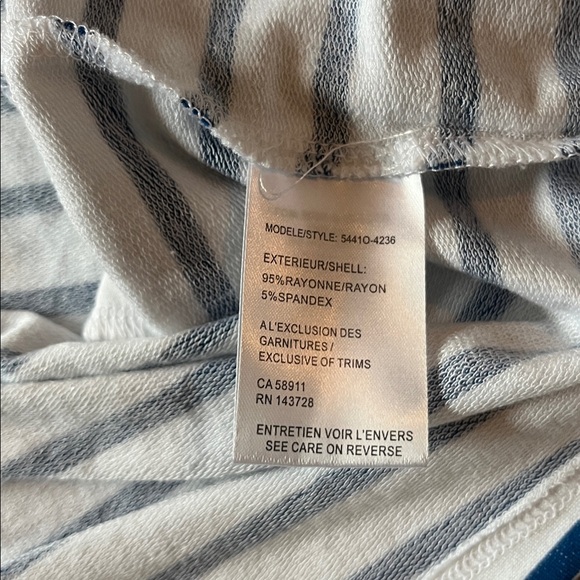 MODELE/STYLE: 5441O-4236
EXTERIEUR/SHELL:
95%RAYONNE/RAYON
5%SPANDEX
A L'EXCLUSION DES
GARNITURES /
EXCLUSIVE OF TRIMS
CA 58911
RN 143728
ENTRETIEN VOIR L'ENVERS
SEE CARE ON REVERSE